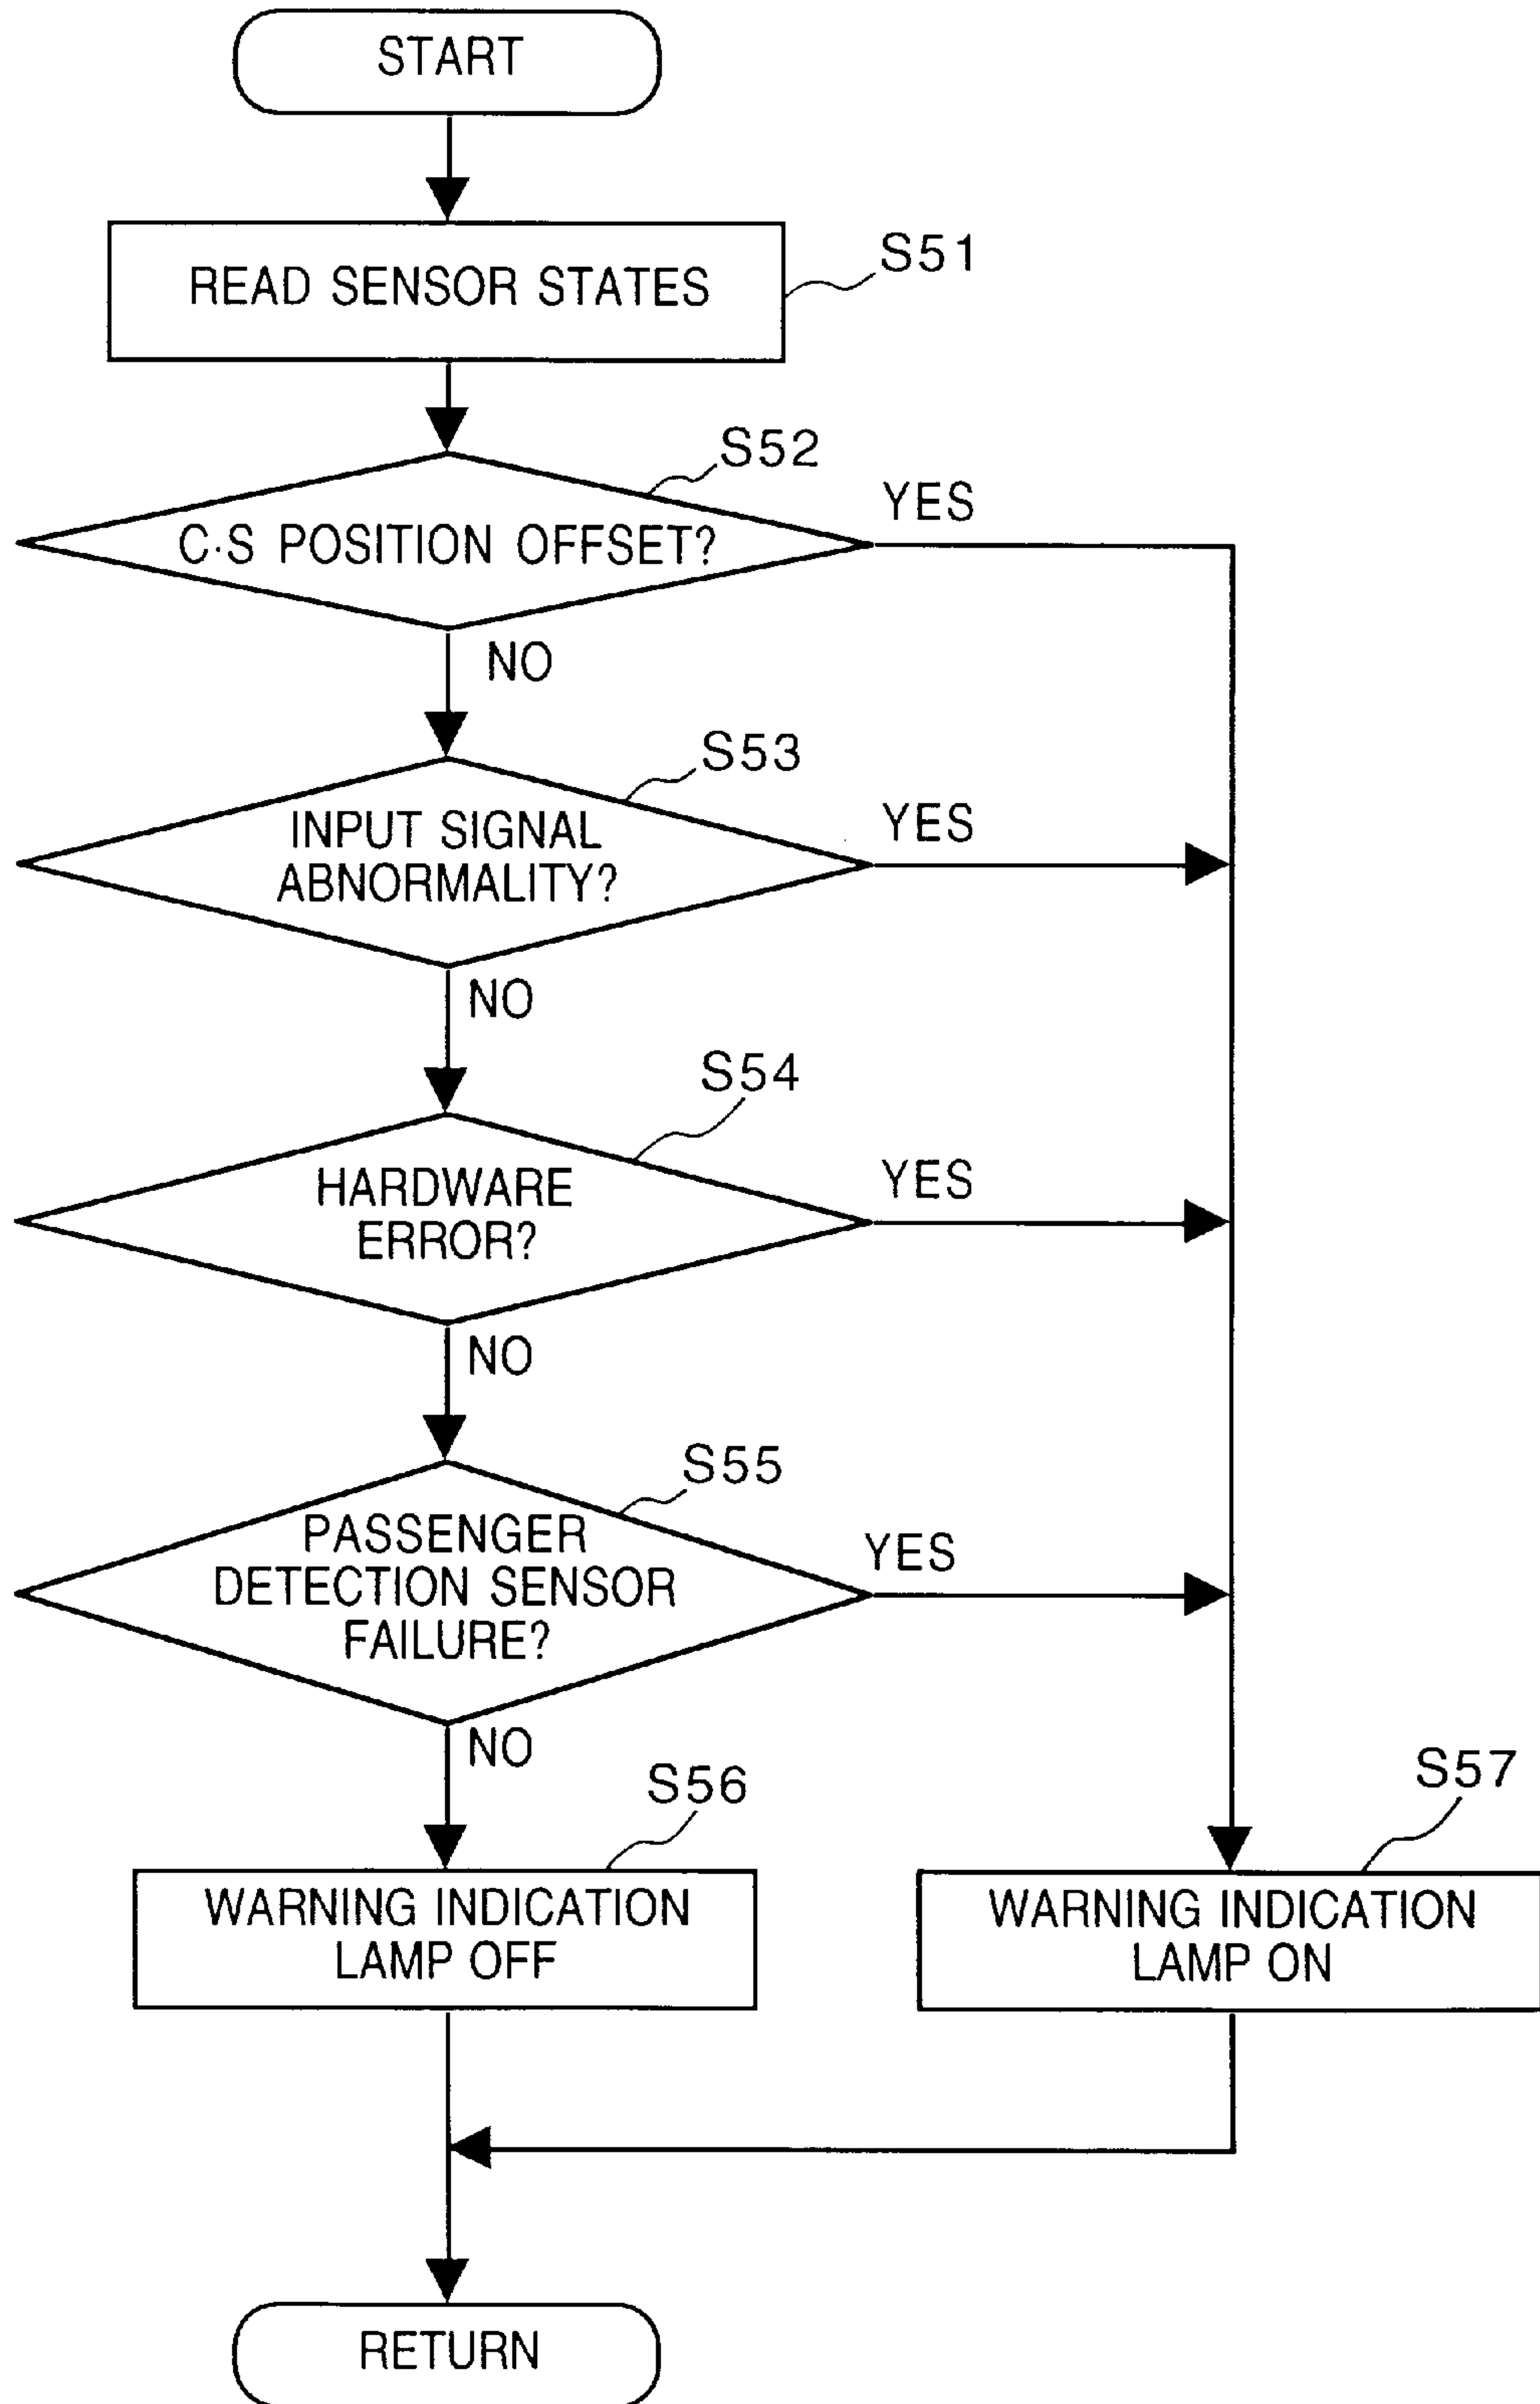 START
READ SENSOR STATES
S51
S52
C·S POSITION OFFSET?
YES
NO
S53
INPUT SIGNAL
ABNORMALITY?
YES
NO
S54
HARDWARE
ERROR?
YES
NO
S55
PASSENGER
DETECTION SENSOR
FAILURE?
YES
NO
S56
WARNING INDICATION
LAMP OFF
S57
WARNING INDICATION
LAMP ON
RETURN